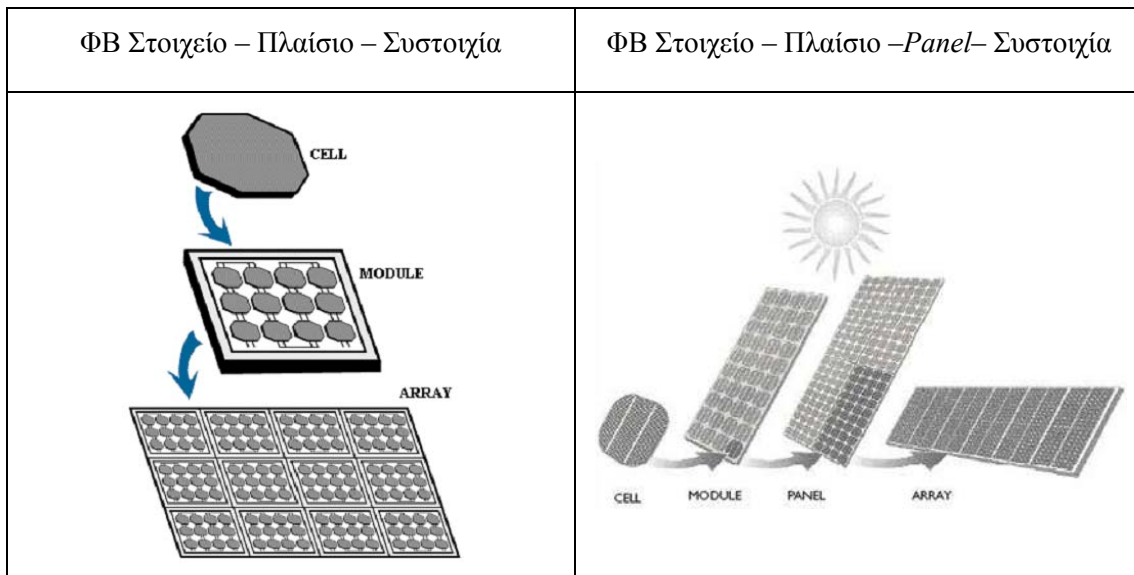 ΦΒ Στοιχείο – Πλαίσιο – Συστοιχία
ΦΒ Στοιχείο – Πλαίσιο –Panel– Συστοιχία
CELL
MODULE
ARRAY
CELL
MODULE
PANEL
ARRAY